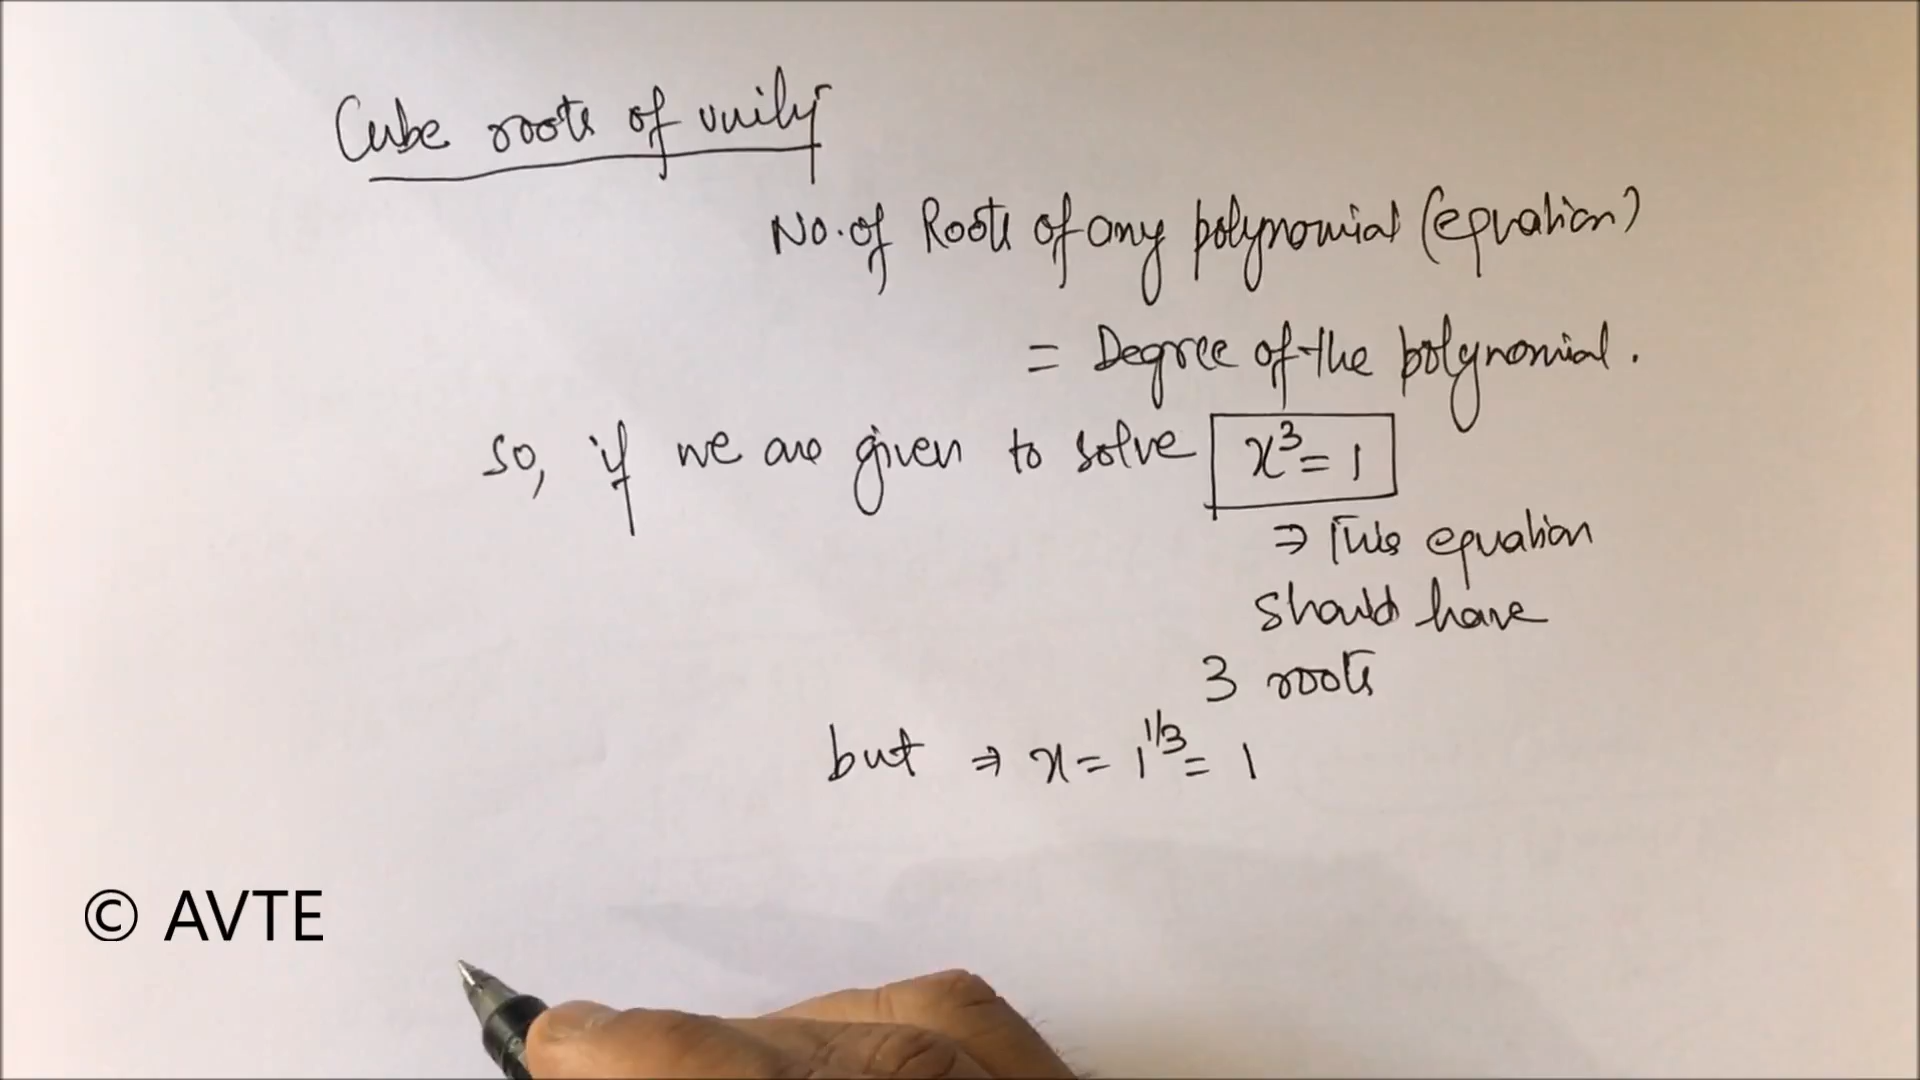 Cube roots of unity
No. of Roots of any polynomial (equation)
= Degree of the polynomial.
So, if we are given to solve x³ = 1
⇒ This equation
should have
3 roots
but ⇒ x = 1^{1/3} = 1
© AVTE